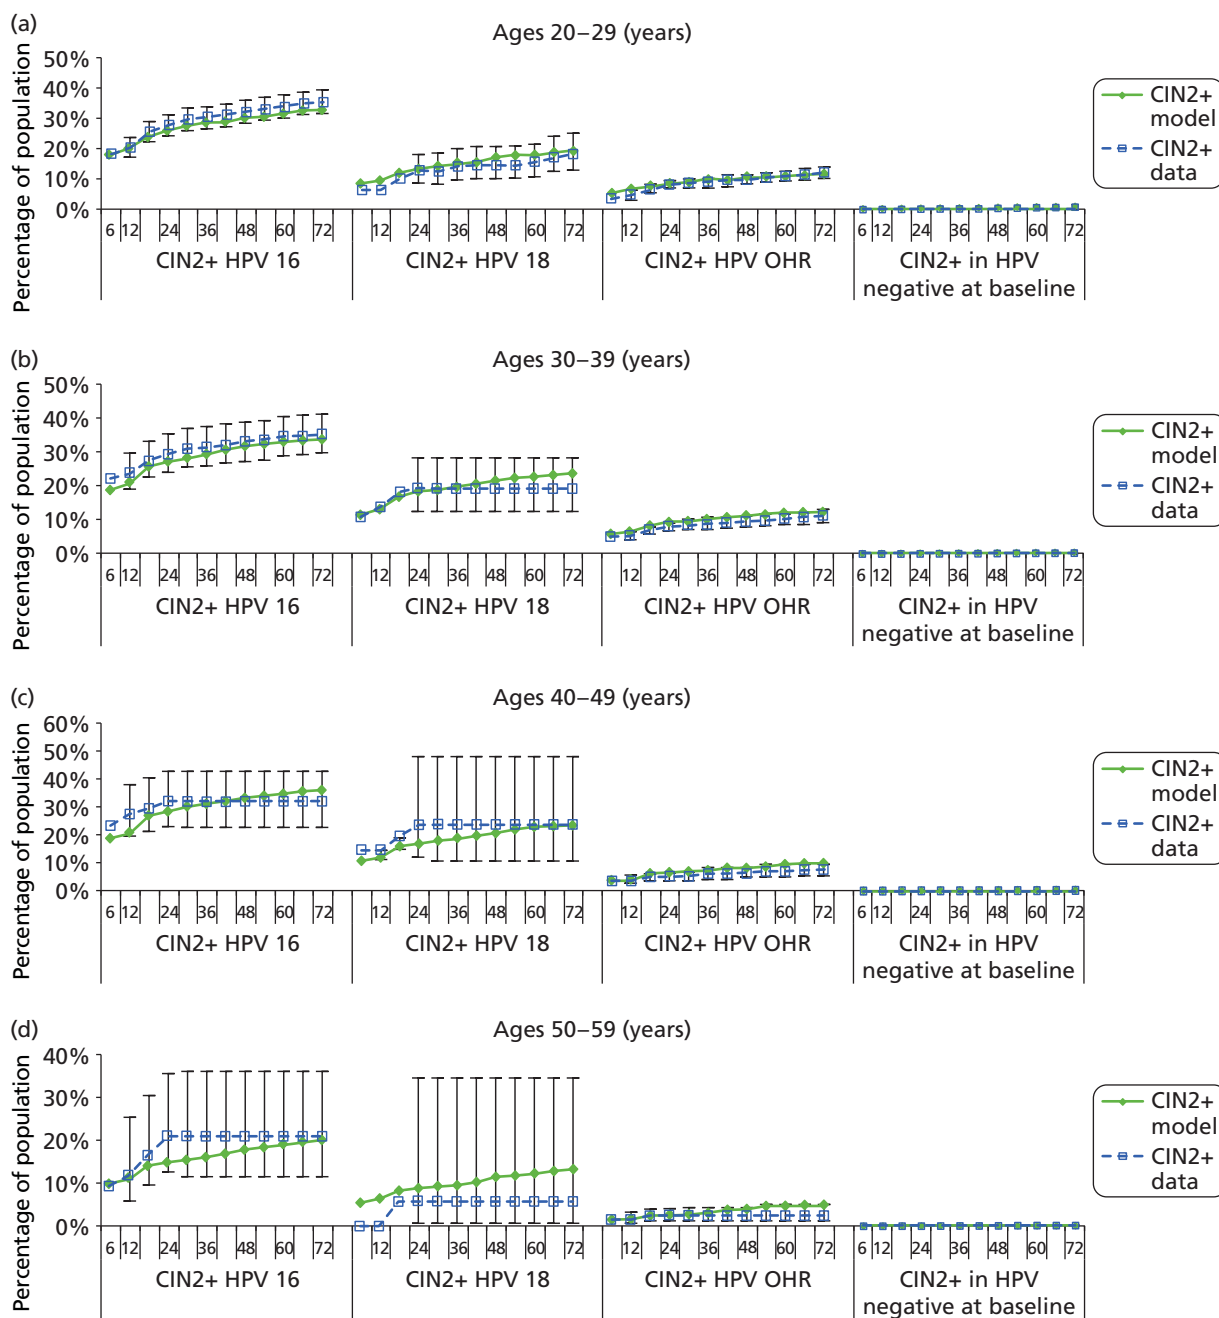 (a)
Ages 20–29 (years)
Percentage of population
50%
40%
30%
20%
10%
0%
6 12 24 36 48 60 72
12 24 36 48 60 72
12 24 36 48 60 72
6 12 24 36 48 60 72
CIN2+ HPV 16
CIN2+ HPV 18
CIN2+ HPV OHR
CIN2+ in HPV
negative at baseline
CIN2+
model
CIN2+
data
(b)
Ages 30–39 (years)
Percentage of population
50%
40%
30%
20%
10%
0%
6 12 24 36 48 60 72
12 24 36 48 60 72
12 24 36 48 60 72
6 12 24 36 48 60 72
CIN2+ HPV 16
CIN2+ HPV 18
CIN2+ HPV OHR
CIN2+ in HPV
negative at baseline
CIN2+
model
CIN2+
data
(c)
Ages 40–49 (years)
Percentage of population
60%
50%
40%
30%
20%
10%
0%
6 12 24 36 48 60 72
12 24 36 48 60 72
12 24 36 48 60 72
6 12 24 36 48 60 72
CIN2+ HPV 16
CIN2+ HPV 18
CIN2+ HPV OHR
CIN2+ in HPV
negative at baseline
CIN2+
model
CIN2+
data
(d)
Ages 50–59 (years)
Percentage of population
40%
30%
20%
10%
0%
6 12 24 36 48 60 72
12 24 36 48 60 72
12 24 36 48 60 72
6 12 24 36 48 60 72
CIN2+ HPV 16
CIN2+ HPV 18
CIN2+ HPV OHR
CIN2+ in HPV
negative at baseline
CIN2+
model
CIN2+
data